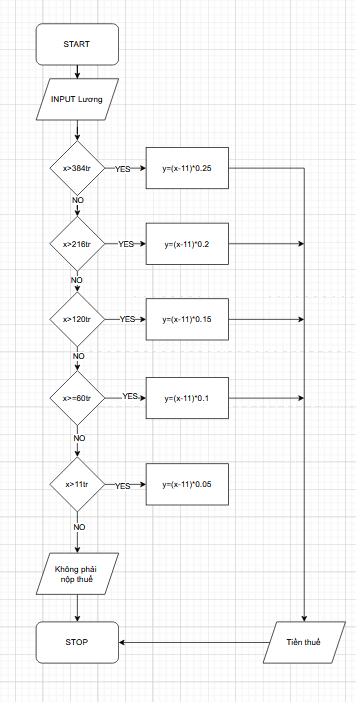 START
INPUT Lương
x>384tr
YES
y=(x-11)*0.25
NO
x>216tr
YES
y=(x-11)*0.2
NO
x>120tr
YES
y=(x-11)*0.15
NO
x>=60tr
YES
y=(x-11)*0.1
NO
x>11tr
YES
y=(x-11)*0.05
NO
Không phải
nộp thuế
STOP
Tiền thuế